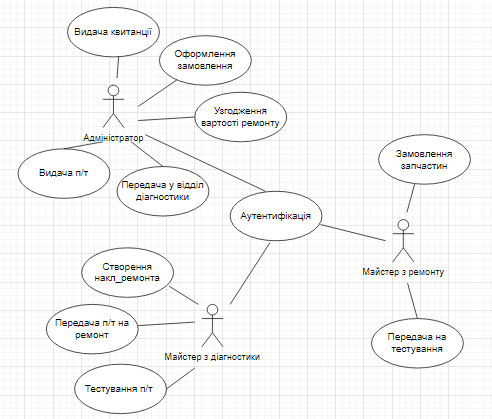 Видача квитанції
Оформлення
замовлення
Узгодження
вартості ремонту
Адміністратор
Замовлення
запчастин
Видача п/т
Передача у відділ
діагностики
Аутентифікація
Майстер з ремонту
Створення
накл_ремонта
Передача п/т на
ремонт
Передача на
тестування
Майстер з діагностики
Тестування п/т